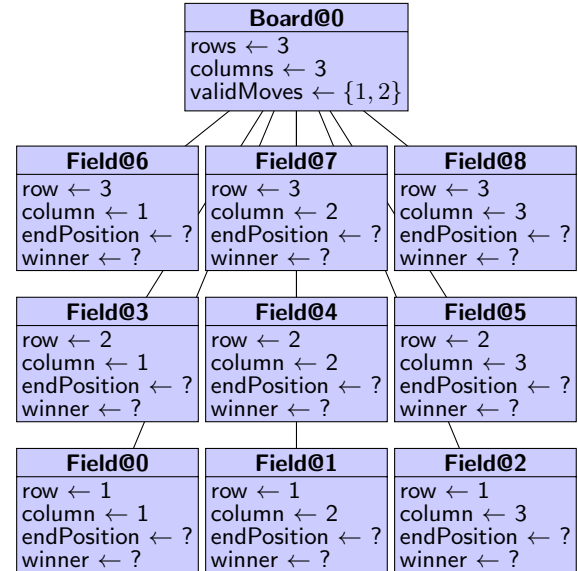 Board@0
rows ← 3
columns ← 3
validMoves ← {1, 2}
Field@6
row ← 3
column ← 1
endPosition ← ?
winner ← ?
Field@7
row ← 3
column ← 2
endPosition ← ?
winner ← ?
Field@8
row ← 3
column ← 3
endPosition ← ?
winner ← ?
Field@3
row ← 2
column ← 1
endPosition ← ?
winner ← ?
Field@4
row ← 2
column ← 2
endPosition ← ?
winner ← ?
Field@5
row ← 2
column ← 3
endPosition ← ?
winner ← ?
Field@0
row ← 1
column ← 1
endPosition ← ?
winner ← ?
Field@1
row ← 1
column ← 2
endPosition ← ?
winner ← ?
Field@2
row ← 1
column ← 3
endPosition ← ?
winner ← ?